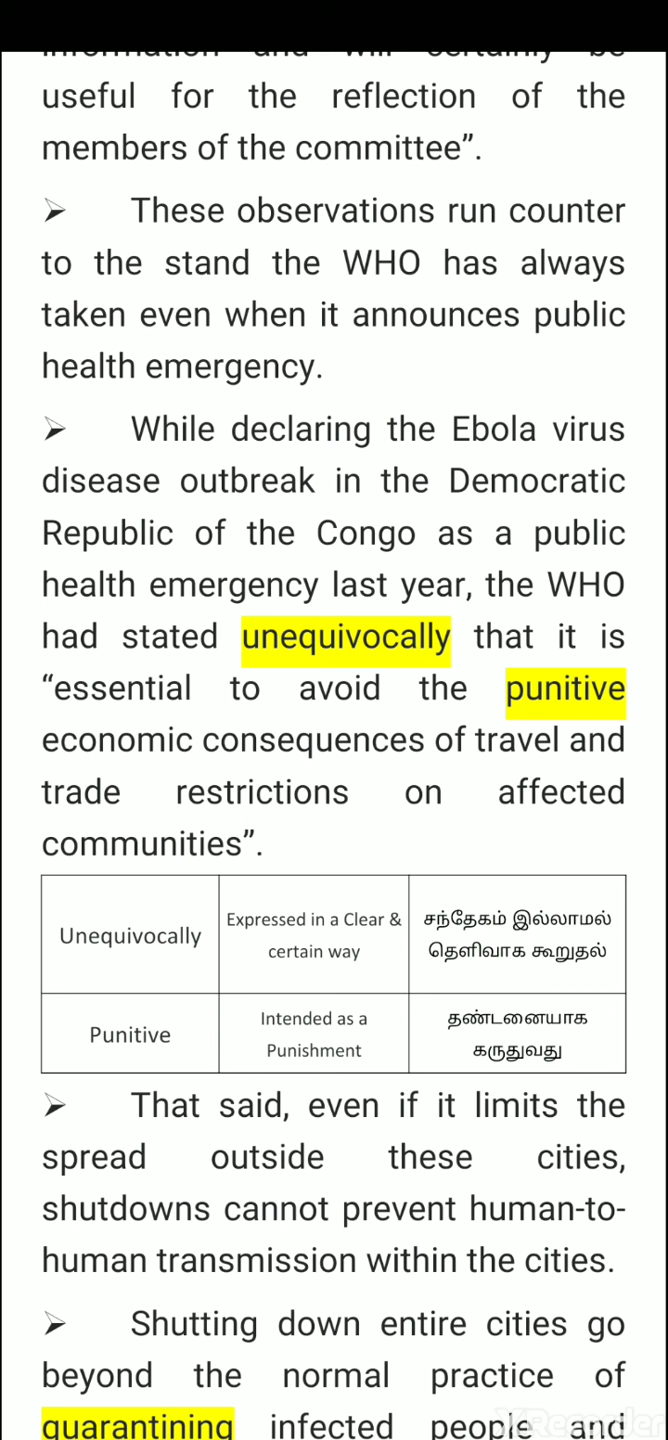 information and will certainly be
useful for the reflection of the
members of the committee”.
➢ These observations run counter
to the stand the WHO has always
taken even when it announces public
health emergency.
➢ While declaring the Ebola virus
disease outbreak in the Democratic
Republic of the Congo as a public
health emergency last year, the WHO
had stated unequivocally that it is
“essential to avoid the punitive
economic consequences of travel and
trade restrictions on affected
communities”.
Unequivocally
Expressed in a Clear &
certain way
சந்தேகம் இல்லாமல்
தெளிவாக கூறுதல்
Punitive
Intended as a
Punishment
தண்டனையாக
கருதுவது
➢ That said, even if it limits the
spread outside these cities,
shutdowns cannot prevent human-to-
human transmission within the cities.
➢ Shutting down entire cities go
beyond the normal practice of
quarantining infected people and
XRecorder